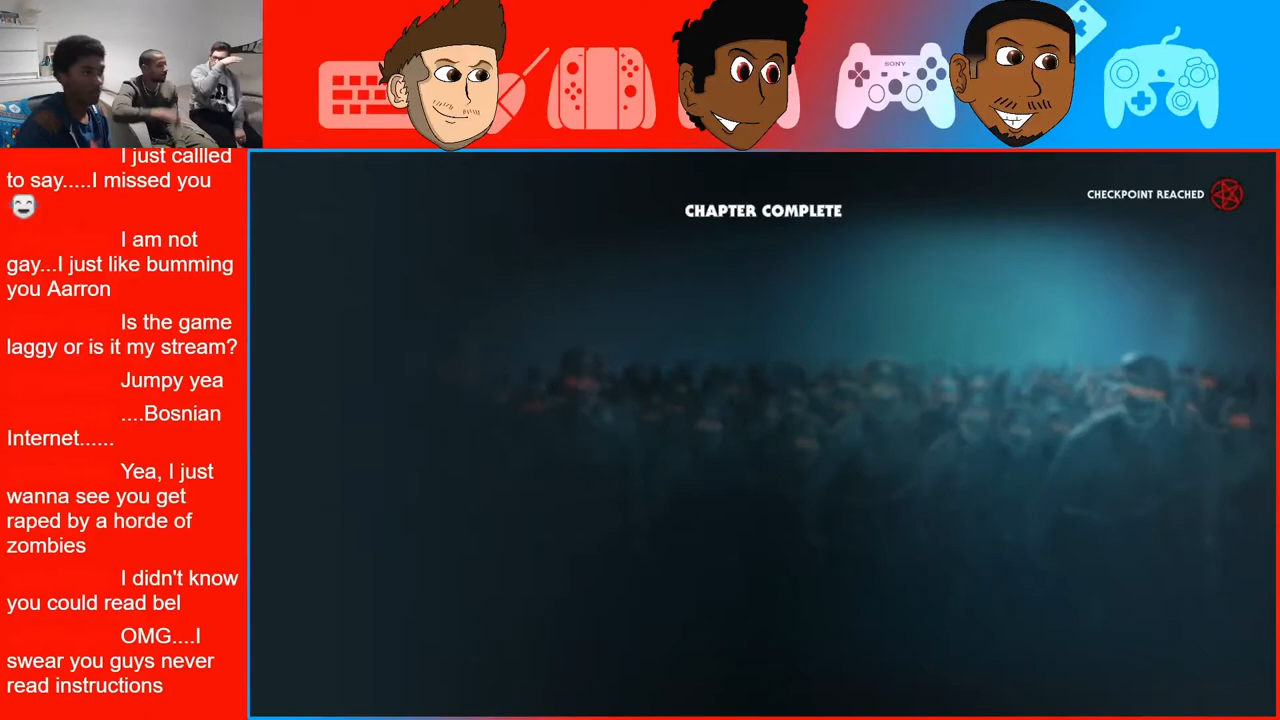 I just callled
to say.....I missed you
I am not
gay...I just like bumming
you Aarron
Is the game
laggy or is it my stream?
Jumpy yea
....Bosnian
Internet......
Yea, I just
wanna see you get
raped by a horde of
zombies
I didn't know
you could read bel
OMG....I
swear you guys never
read instructions
SONY
CHAPTER COMPLETE
CHECKPOINT REACHED